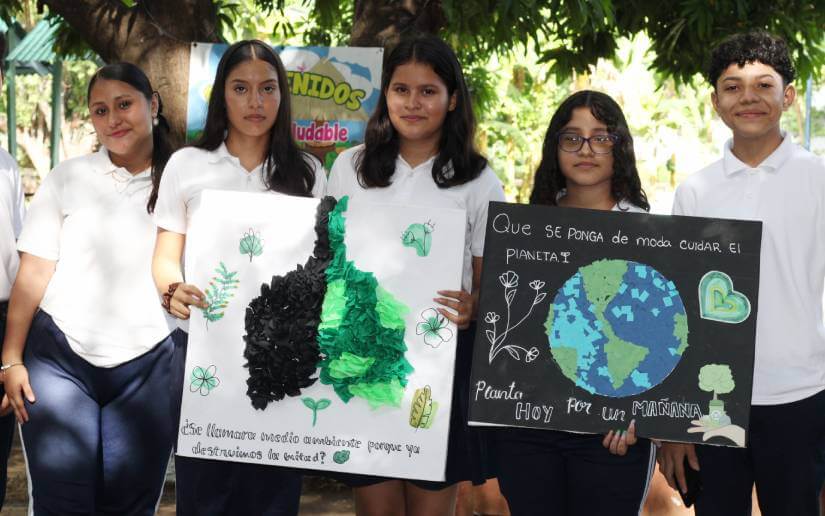 NIDOS
ludable
¿Se llamara medio ambiente porque ya
destruimos la mitad?
Que SE PONGA de moda cuidar El
PLANETA!
Planta HOY POR un MAÑANA